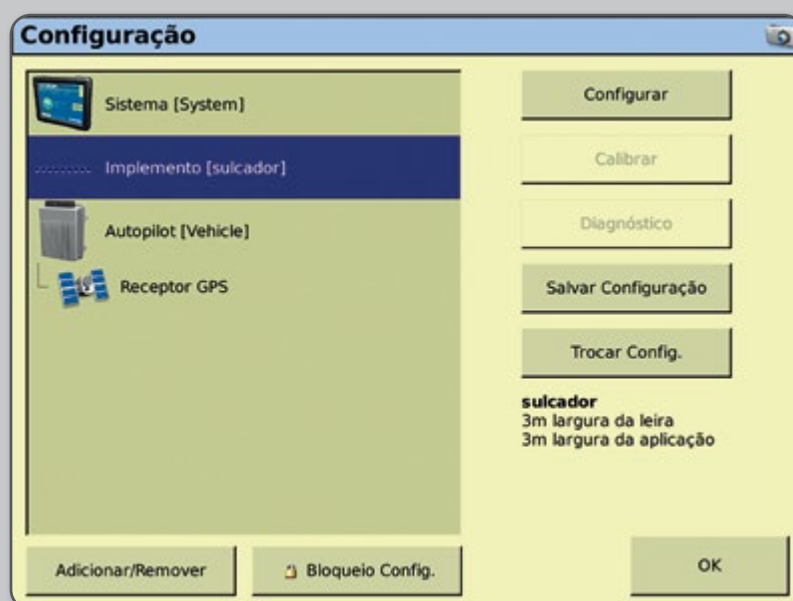 Configuração
Sistema [System]
Implemento [sulcador]
Autopilot [Vehicle]
Receptor GPS
Configurar
Calibrar
Diagnóstico
Salvar Configuração
Trocar Config.
sulcador
3m largura da leira
3m largura da aplicação
Adicionar/Remover
Bloqueio Config.
OK